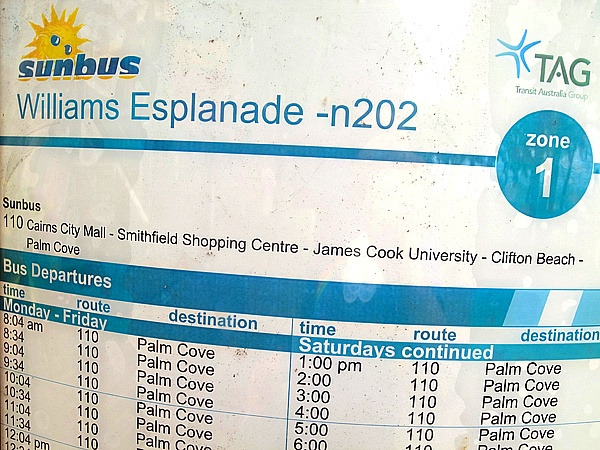 sunbus
TAG
Transit Australia Group
Williams Esplanade -n202
zone
1
Sunbus
110 Cairns City Mall - Smithfield Shopping Centre - James Cook University - Clifton Beach -
Palm Cove
Bus Departures
time route destination
Monday - Friday
8:04 am 110 Palm Cove
8:34 110 Palm Cove
9:04 110 Palm Cove
9:34 110 Palm Cove
10:04 110 Palm Cove
10:34 110 Palm Cove
11:04 110 Palm Cove
11:34 110
12:04 pm
time route destination
Saturdays continued
1:00 pm 110 Palm Cove
2:00 110 Palm Cove
3:00 110 Palm Cove
4:00 110 Palm Cove
5:00 110 Palm Cove
6:00 110 Palm Cove